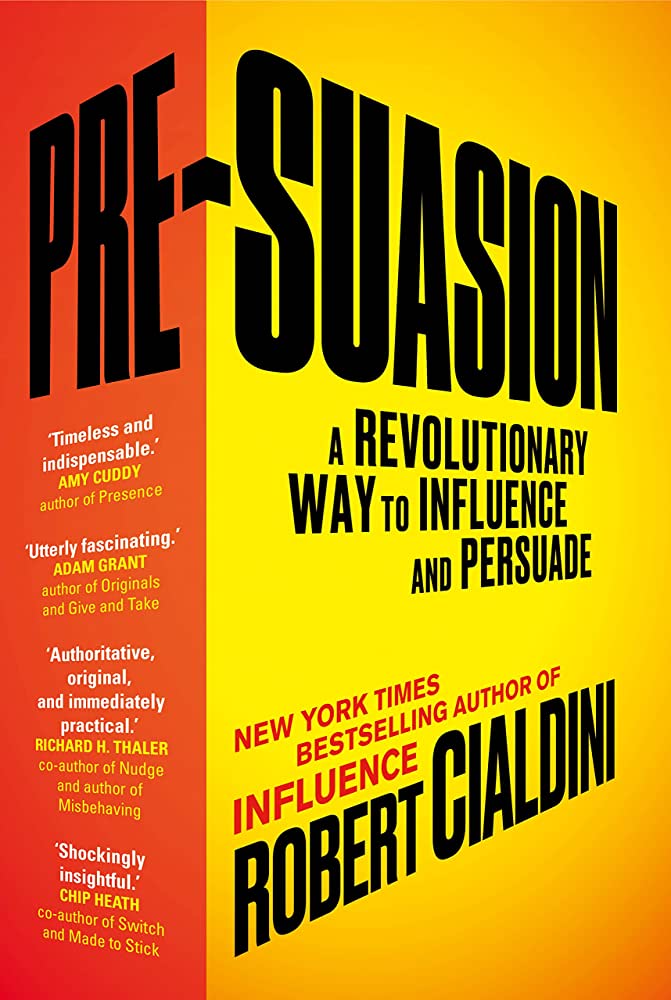 PRE-SUASION
A REVOLUTIONARY
WAY TO INFLUENCE
AND PERSUADE
'Timeless and
indispensable.'
AMY CUDDY
author of Presence
'Utterly fascinating.'
ADAM GRANT
author of Originals
and Give and Take
'Authoritative,
original,
and immediately
practical.'
RICHARD H. THALER
co-author of Nudge
and author of
Misbehaving
'Shockingly
insightful.'
CHIP HEATH
co-author of Switch
and Made to Stick
NEW YORK TIMES
BESTSELLING AUTHOR OF
INFLUENCE
ROBERT CIALDINI